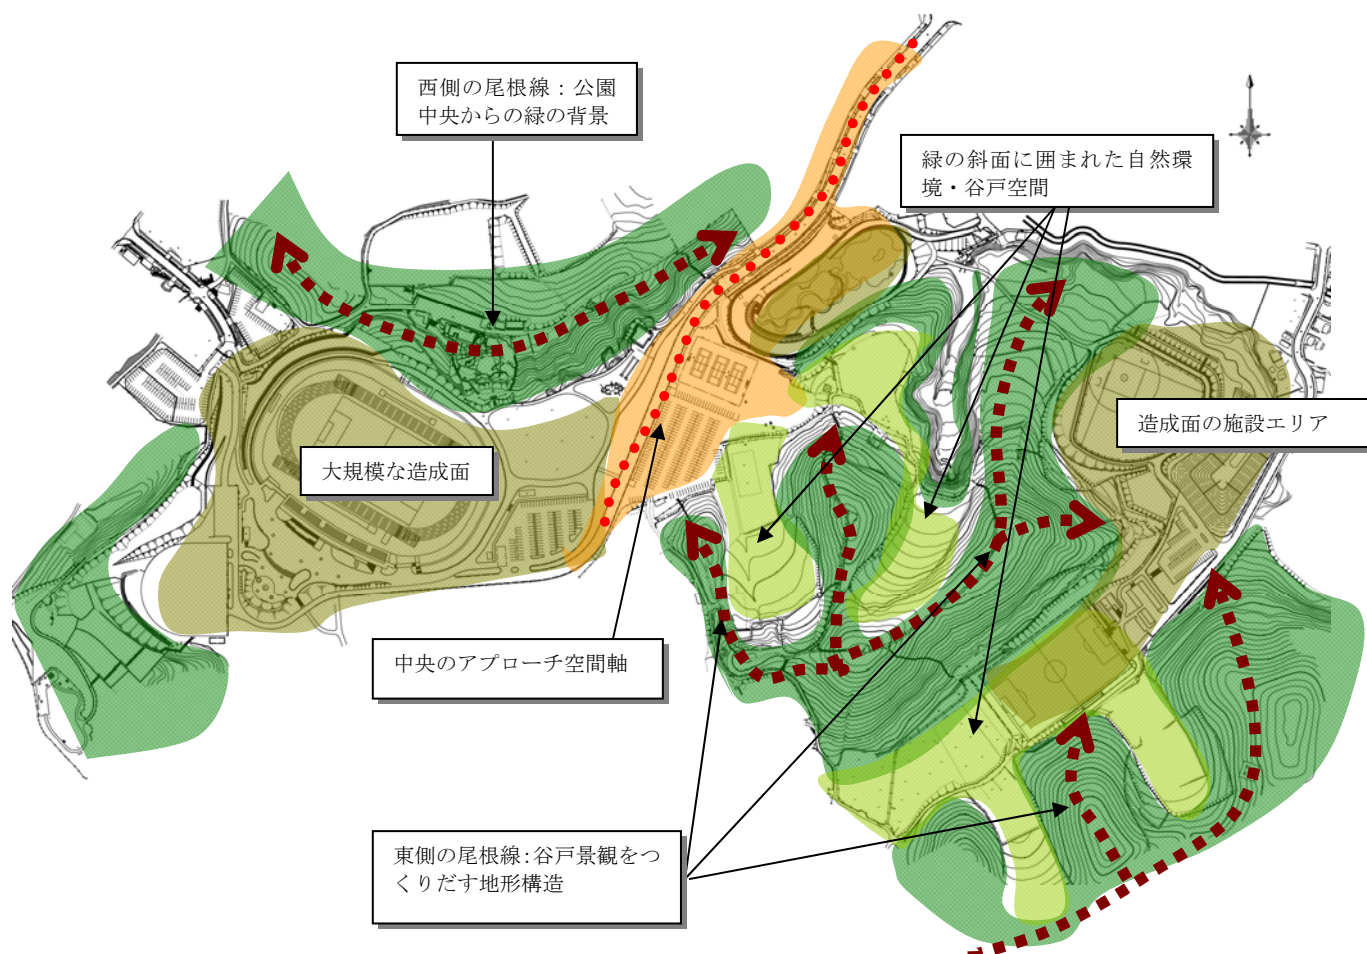 西側の尾根線：公園
中央からの緑の背景
緑の斜面に囲まれた自然環
境・谷戸空間
造成面の施設エリア
大規模な造成面
中央のアプローチ空間軸
東側の尾根線：谷戸景観をつ
くりだす地形構造